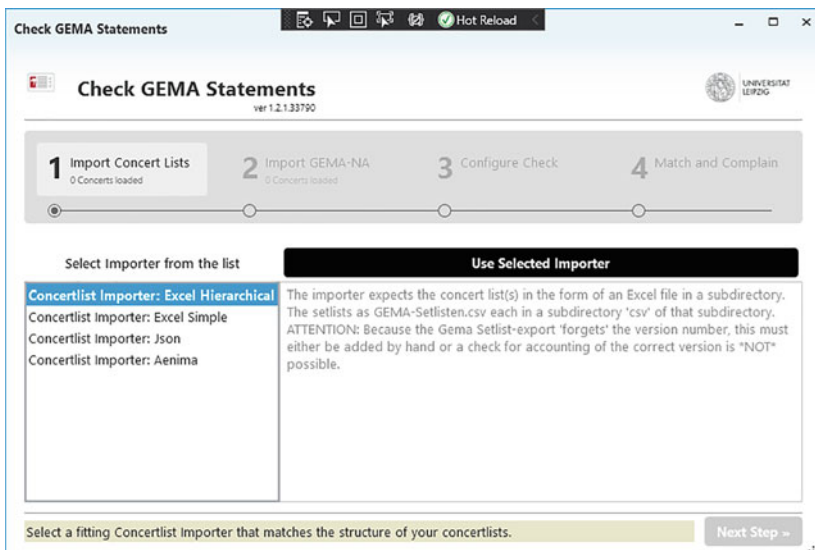 Check GEMA Statements
Hot Reload
Check GEMA Statements
ver 1.2.1.33790
UNIVERSITAT
LEIPZIG
1 Import Concert Lists
0 Concerts loaded
2 Import GEMA-NA
0 Concerts loaded
3 Configure Check
4 Match and Complain
Select Importer from the list
Use Selected Importer
Concertlist Importer: Excel Hierarchical
Concertlist Importer: Excel Simple
Concertlist Importer: Json
Concertlist Importer: Aenima
The importer expects the concert list(s) in the form of an Excel file in a subdirectory.
The setlists as GEMA-Setlisten.csv each in a subdirectory 'csv' of that subdirectory.
ATTENTION: Because the Gema Setlist-export 'forgets' the version number, this must
either be added by hand or a check for accounting of the correct version is *NOT*
possible.
Select a fitting Concertlist Importer that matches the structure of your concertlists.
Next Step »